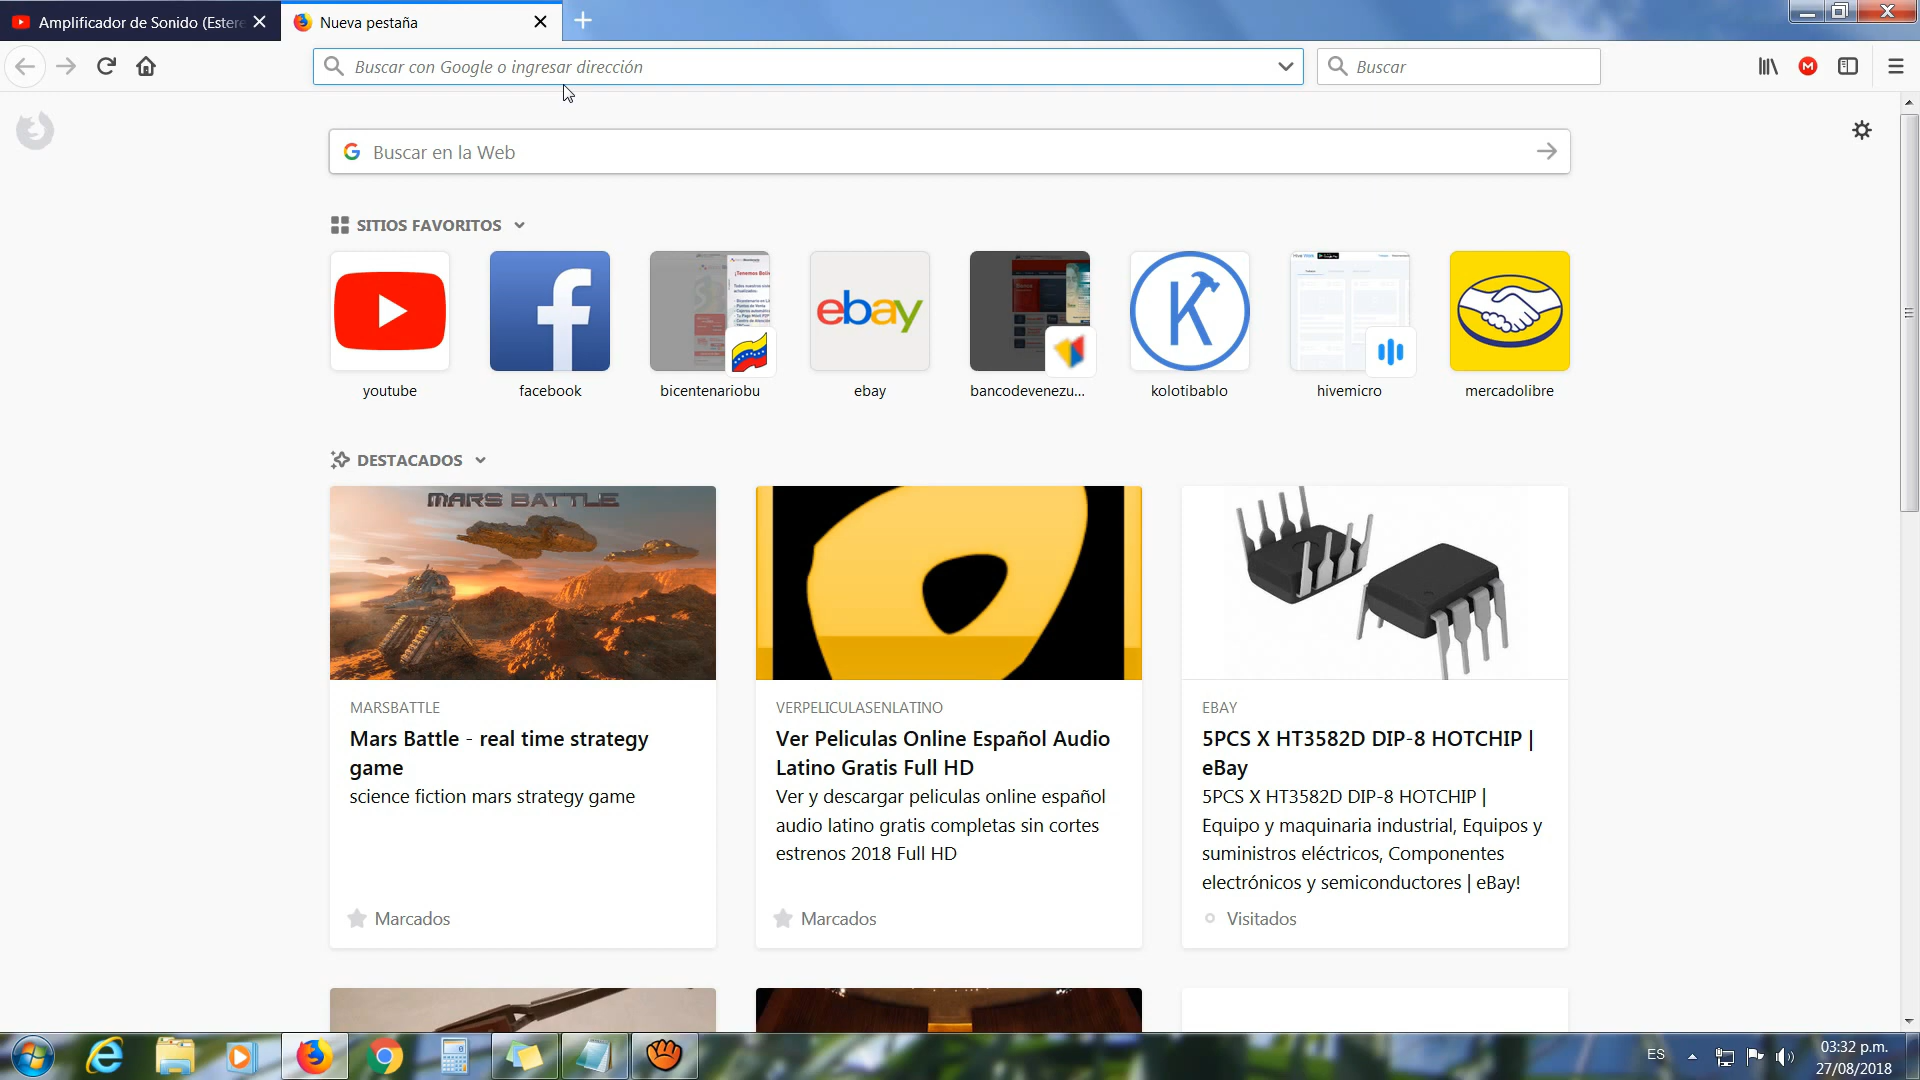 Amplificador de Sonido (Estere
Nueva pestaña
Buscar con Google o ingresar dirección
Buscar
Buscar en la Web
SITIOS FAVORITOS
ebay
youtube
facebook
bicentenariobu
ebay
bancodevenezu...
kolotibablo
hivemicro
mercadolibre
DESTACADOS
MARS BATTLE
MARSBATTLE
Mars Battle - real time strategy
game
science fiction mars strategy game
Marcados
VERPELICULASENLATINO
Ver Peliculas Online Español Audio
Latino Gratis Full HD
Ver y descargar peliculas online español
audio latino gratis completas sin cortes
estrenos 2018 Full HD
Marcados
EBAY
5PCS X HT3582D DIP-8 HOTCHIP |
eBay
5PCS X HT3582D DIP-8 HOTCHIP |
Equipo y maquinaria industrial, Equipos y
suministros eléctricos, Componentes
electrónicos y semiconductores | eBay!
Visitados
ES
03:32 p.m.
27/08/2018